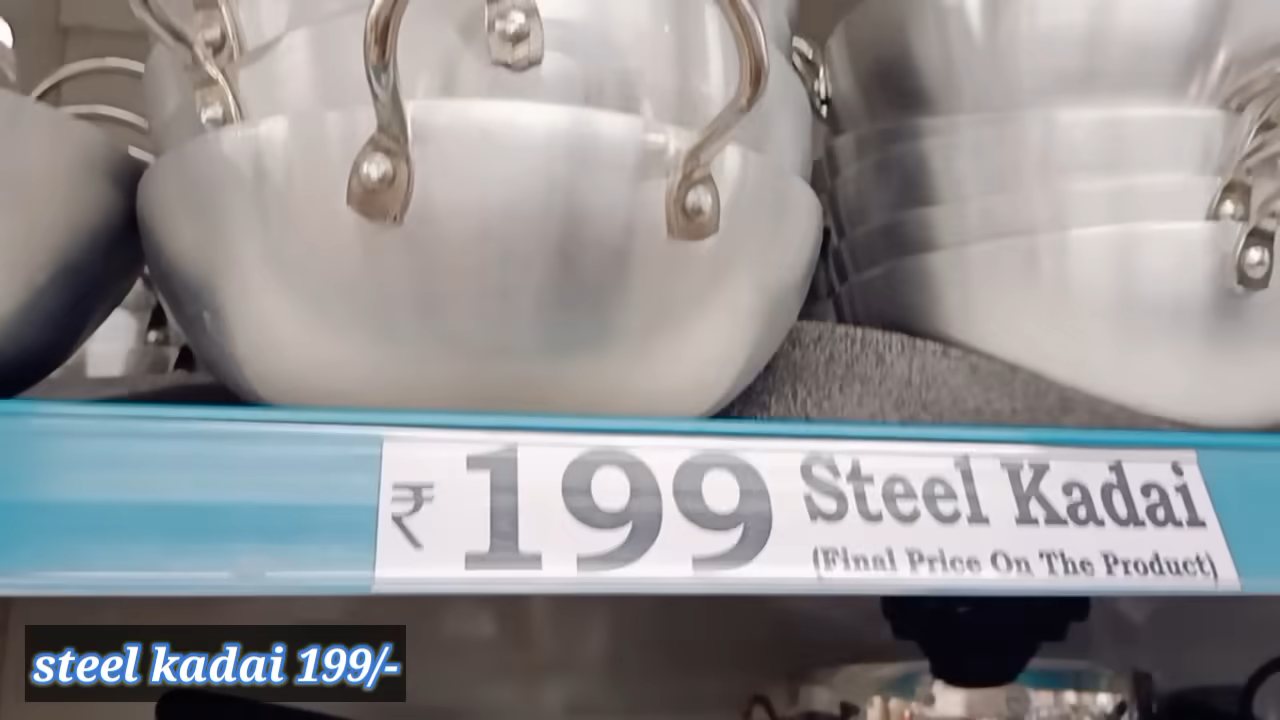 ₹ 199 Steel Kadai
(Final Price On The Product)
steel kadai 199/-